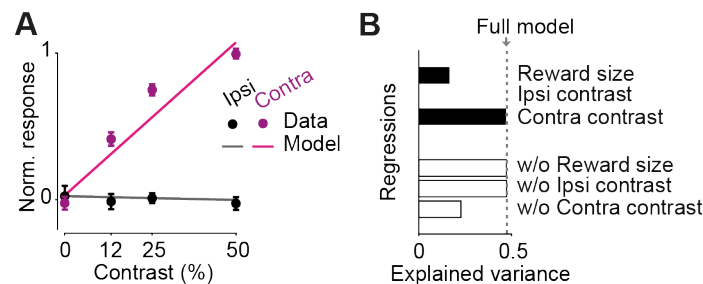 A
1
Norm. response
0
0 12 25 50
Contrast (%)
Ipsi
Contra
Data
Model
B
Full model
Regressions
Reward size
Ipsi contrast
Contra contrast
w/o Reward size
w/o Ipsi contrast
w/o Contra contrast
0 0.5
Explained variance